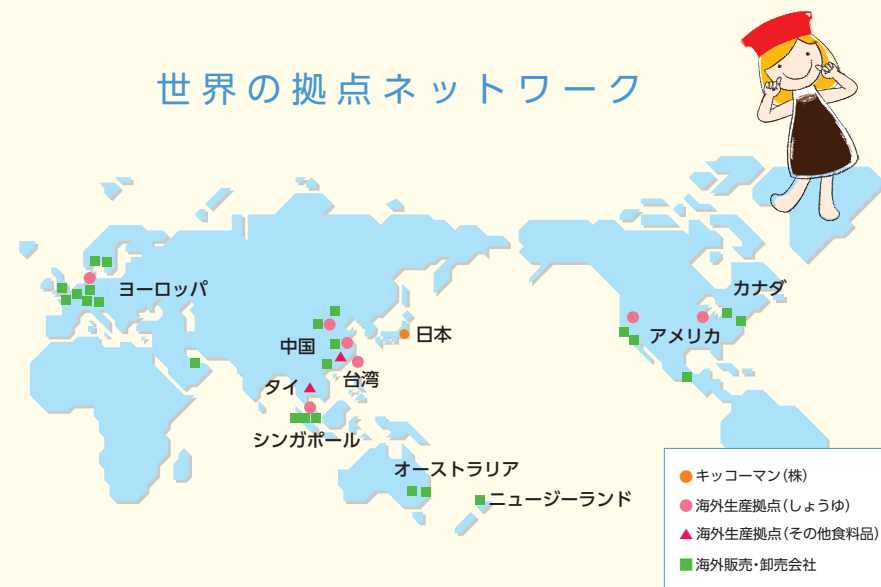 世界の拠点ネットワーク
ヨーロッパ
カナダ
日本
アメリカ
中国
台湾
タイ
シンガポール
オーストラリア
ニュージーランド
キッコーマン(株)
海外生産拠点(しょうゆ)
海外生産拠点(その他食料品)
海外販売・卸売会社